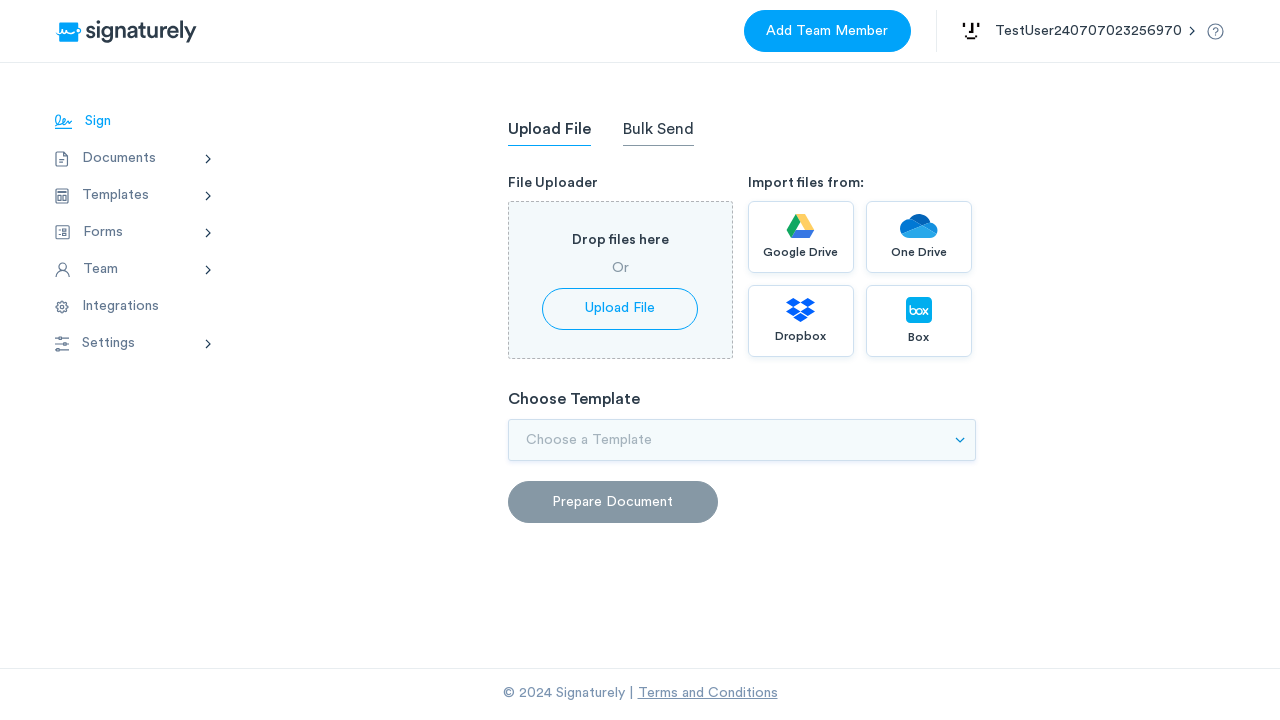 signaturely
Add Team Member
TestUser240707023256970
Sign
Documents
Templates
Forms
Team
Integrations
Settings
Upload File
Bulk Send
File Uploader
Drop files here
Or
Upload File
Import files from:
Google Drive
One Drive
Dropbox
box
Box
Choose Template
Choose a Template
Prepare Document
© 2024 Signaturely | Terms and Conditions